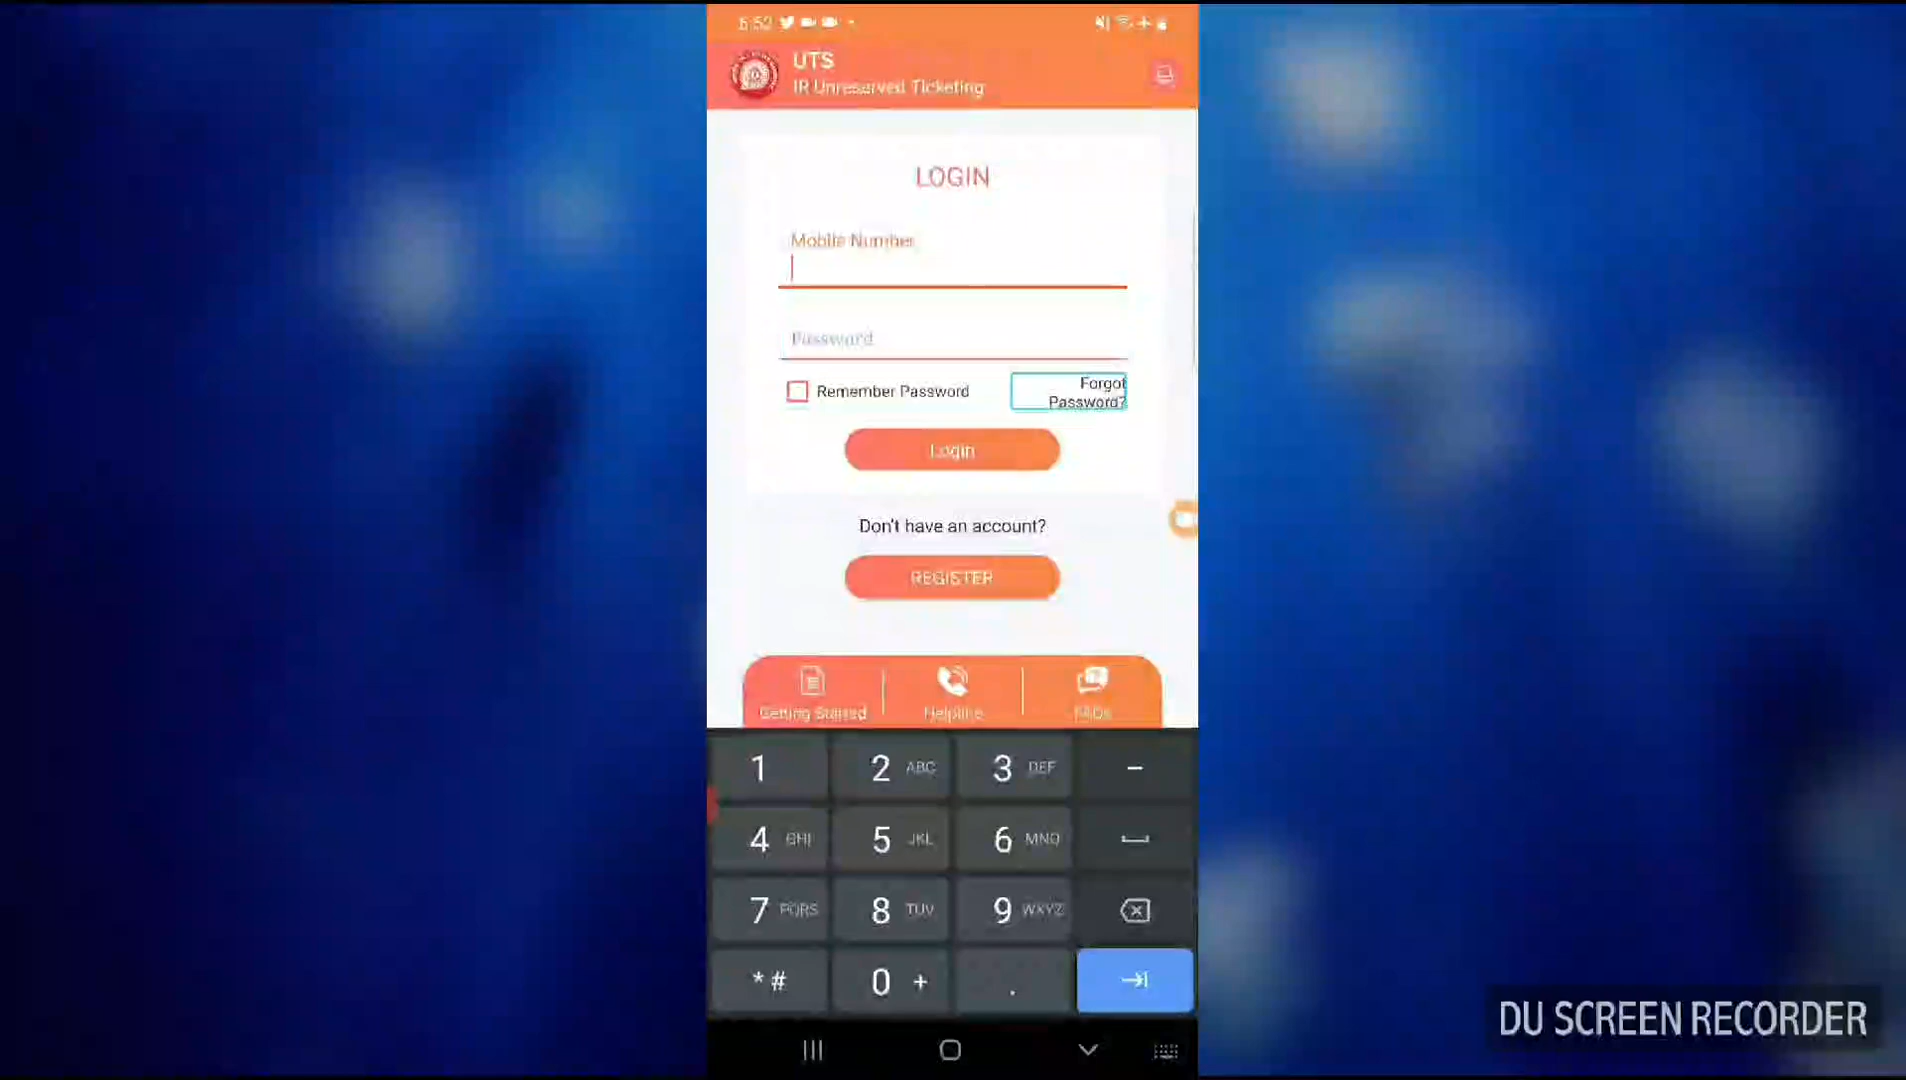 5:52
UTS
IR Unreserved Ticketing
LOGIN
Mobile Number
Password
Remember Password
Forgot
Password?
Login
Don't have an account?
REGISTER
Getting Started
Helpline
FAQs
1
2 ABC
3 DEF
-
4 GHI
5 JKL
6 MNO
7 PQRS
8 TUV
9 WXYZ
* #
0 +
.
DU SCREEN RECORDER